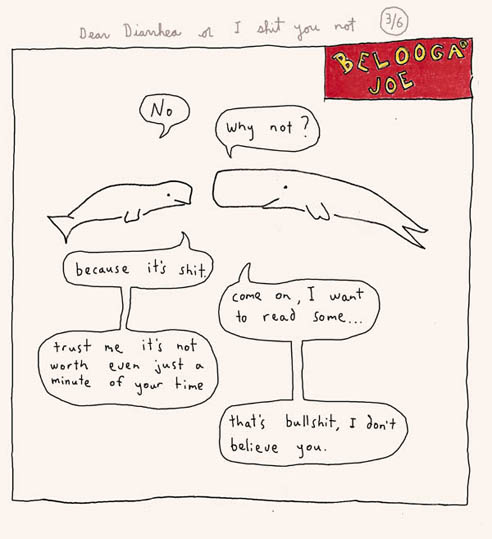 Dear Diarrhea or I shit you not 3/6
BELOOGA
JOE
No
Why not?
because it's shit.
come on, I want
to read some...
trust me it's not
worth even just a
minute of your time
that's bullshit, I don't
believe you.